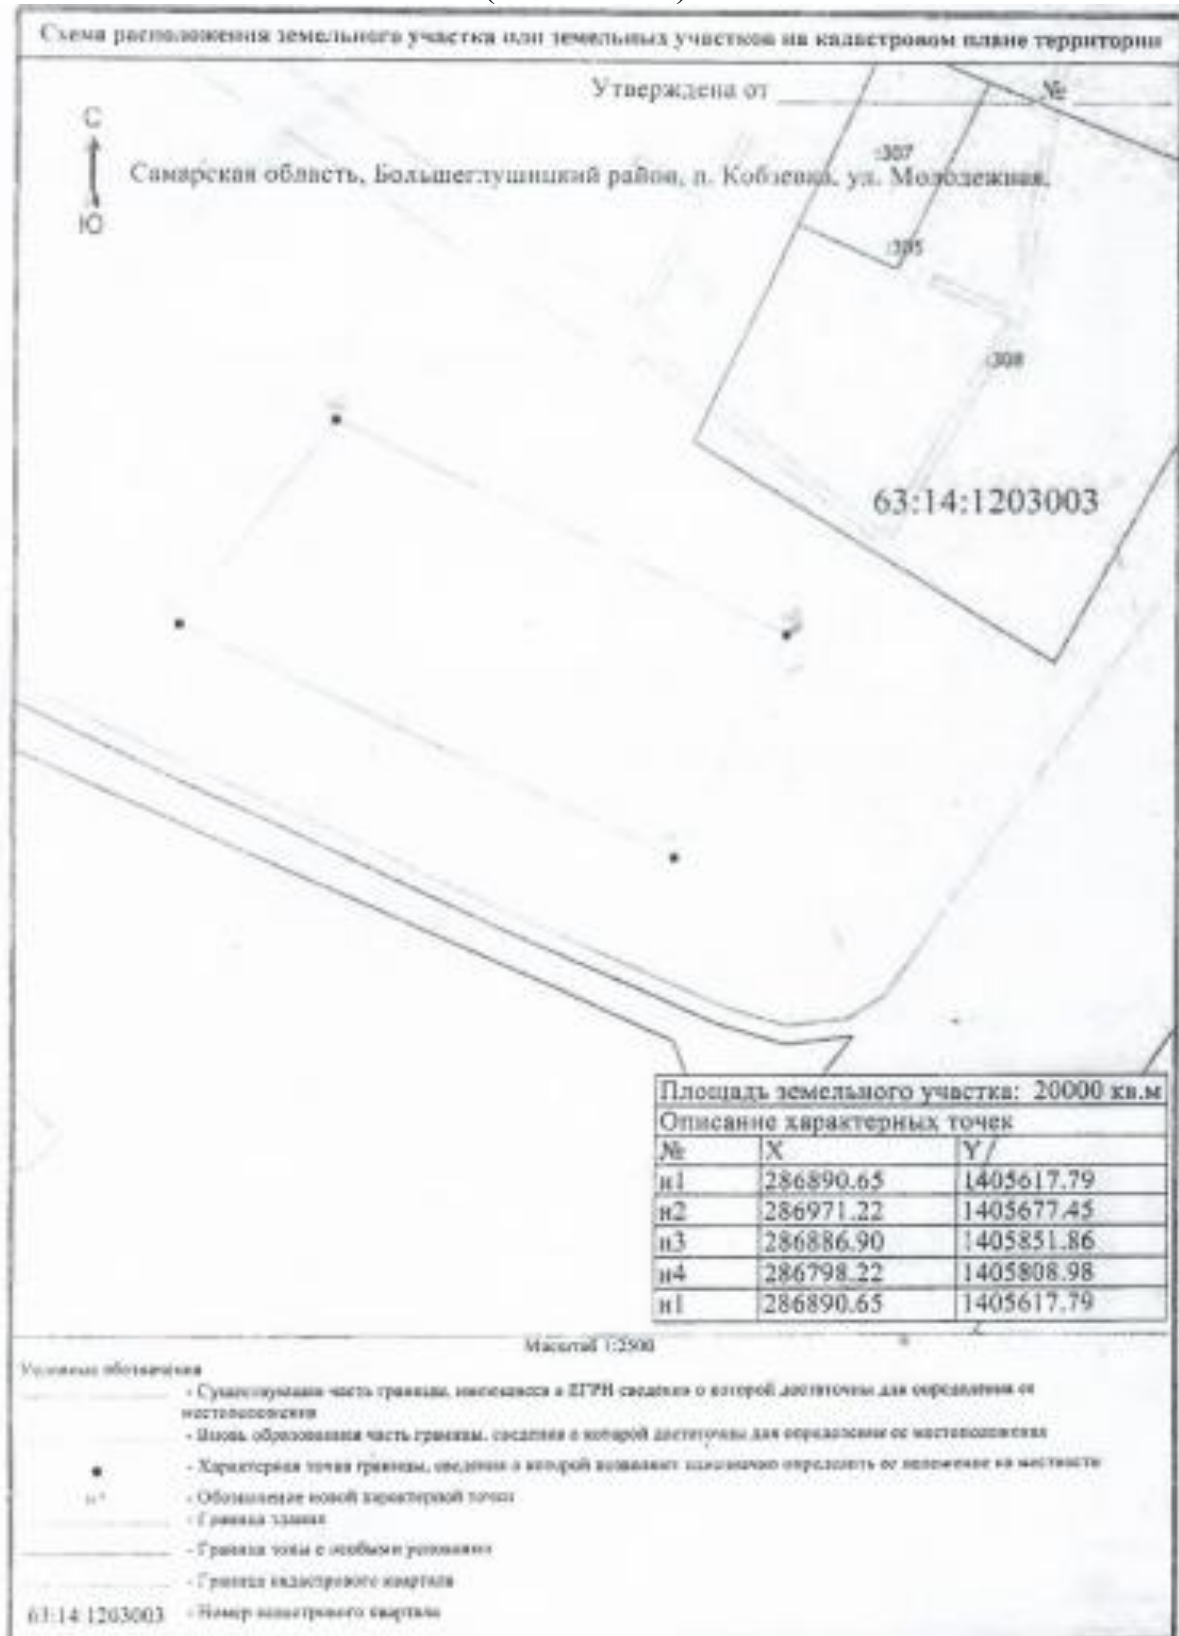 Схема расположения земельного участка или земельных участков на кадастровом плане территории
Утверждена от ____________ № ______
С
Ю
Самарская область, Большеглушицкий район, п. Кобзевка, ул. Молодежная,
:307
:305
:308
63:14:1203003
Площадь земельного участка: 20000 кв.м
Описание характерных точек
№ X Y
н1 286890.65 1405617.79
н2 286971.22 1405677.45
н3 286886.90 1405851.86
н4 286798.22 1405808.98
н1 286890.65 1405617.79
Масштаб 1:2500
Условные обозначения
- Существующая часть границы, имеющиеся в ЕГРН сведения о которой достаточны для определения ее
местоположения
- Вновь образованная часть границы, сведения о которой достаточны для определения ее местоположения
- Характерная точка границы, сведения о которой позволяют однозначно определить ее положение на местности
- Обозначение новой характерной точки
- Граница здания
- Граница зоны с особыми условиями
- Граница кадастрового квартала
63:14:1203003 - Номер кадастрового квартала